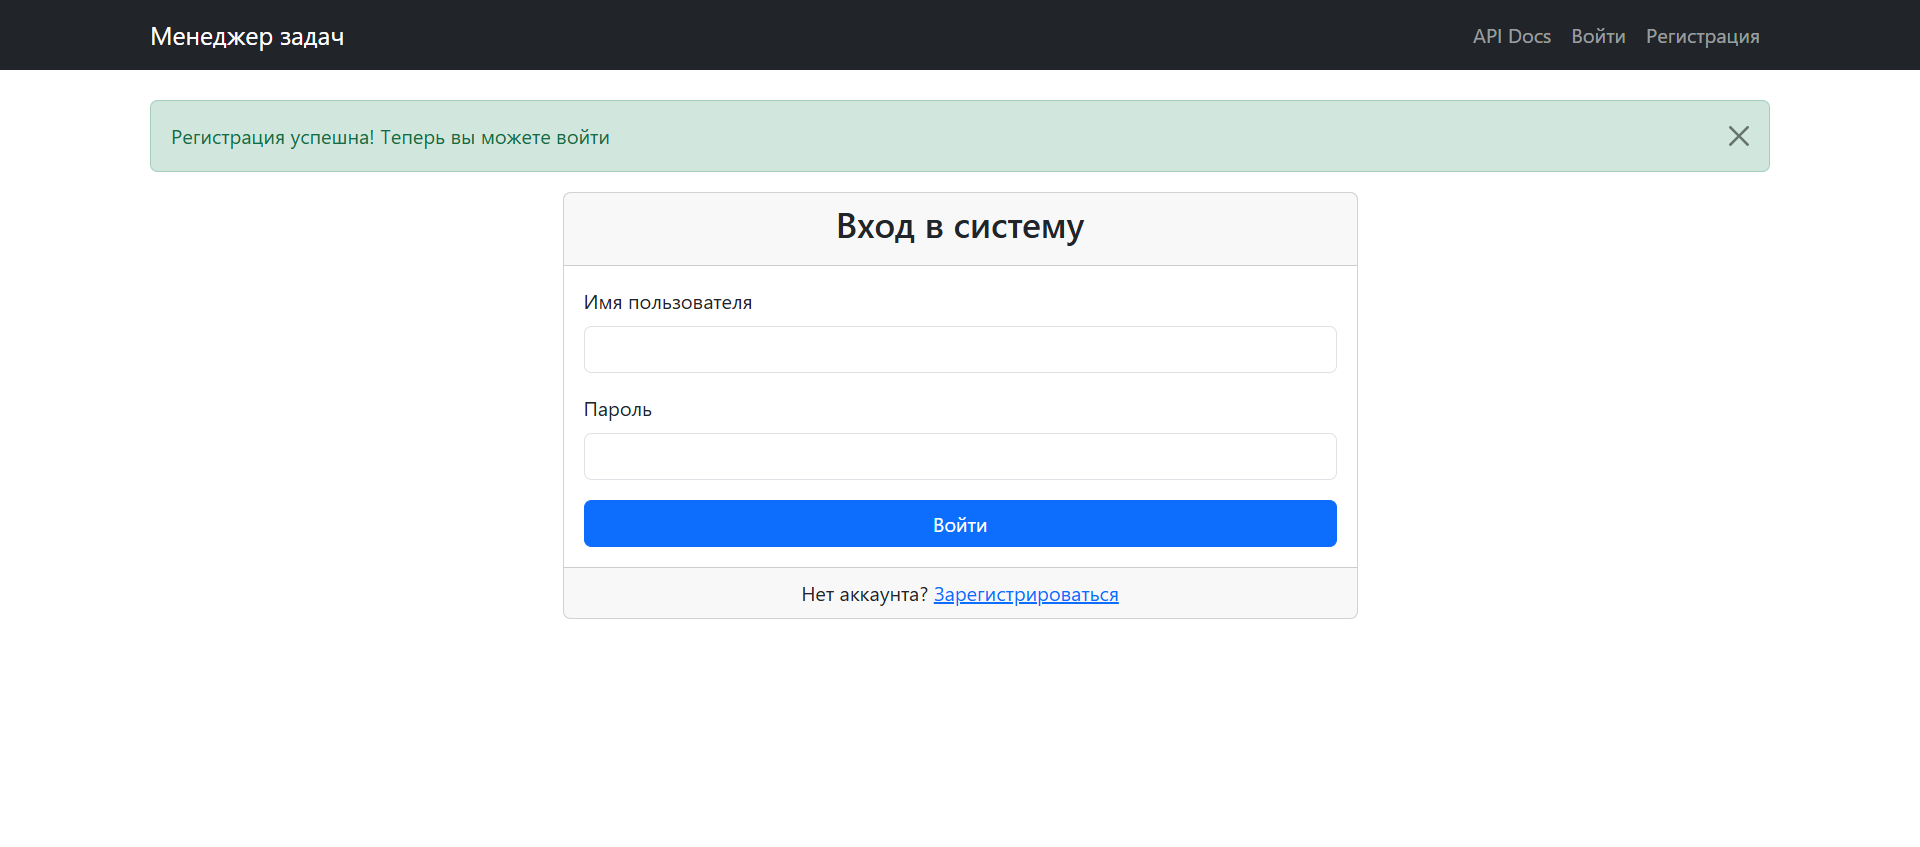 Менеджер задач
API Docs Войти Регистрация
Регистрация успешна! Теперь вы можете войти
Вход в систему
Имя пользователя
Пароль
Войти
Нет аккаунта? Зарегистрироваться